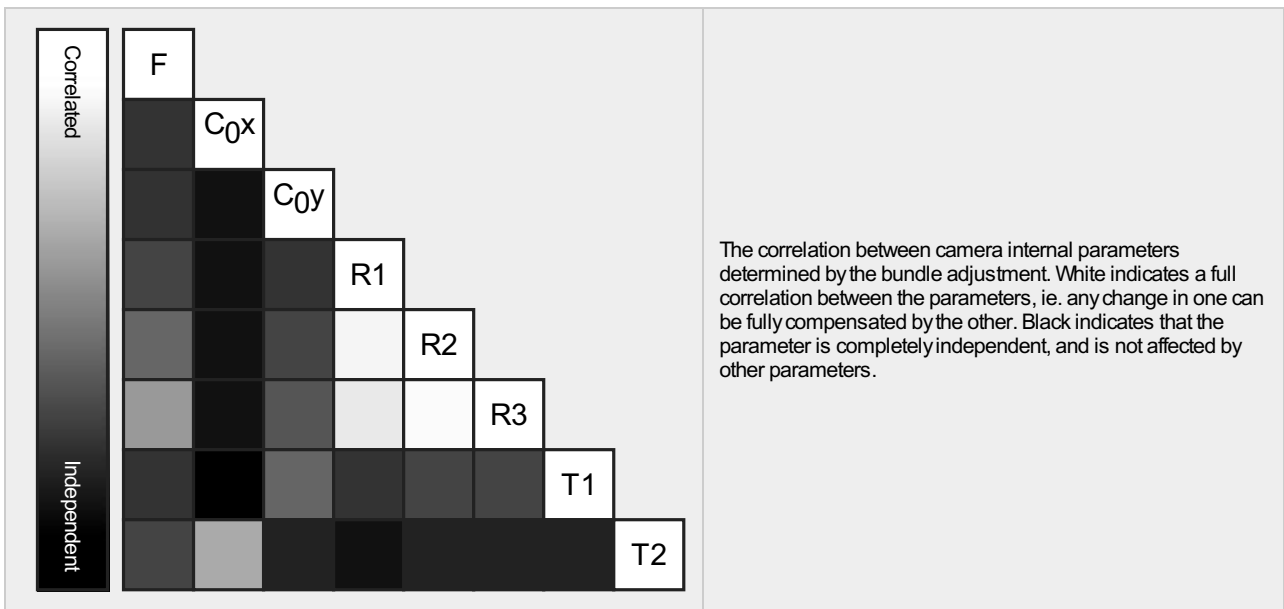 Correlated
Independent
F
C0x
C0y
R1
R2
R3
T1
T2
The correlation between camera internal parameters
determined by the bundle adjustment. White indicates a full
correlation between the parameters, ie. any change in one can
be fully compensated by the other. Black indicates that the
parameter is completely independent, and is not affected by
other parameters.